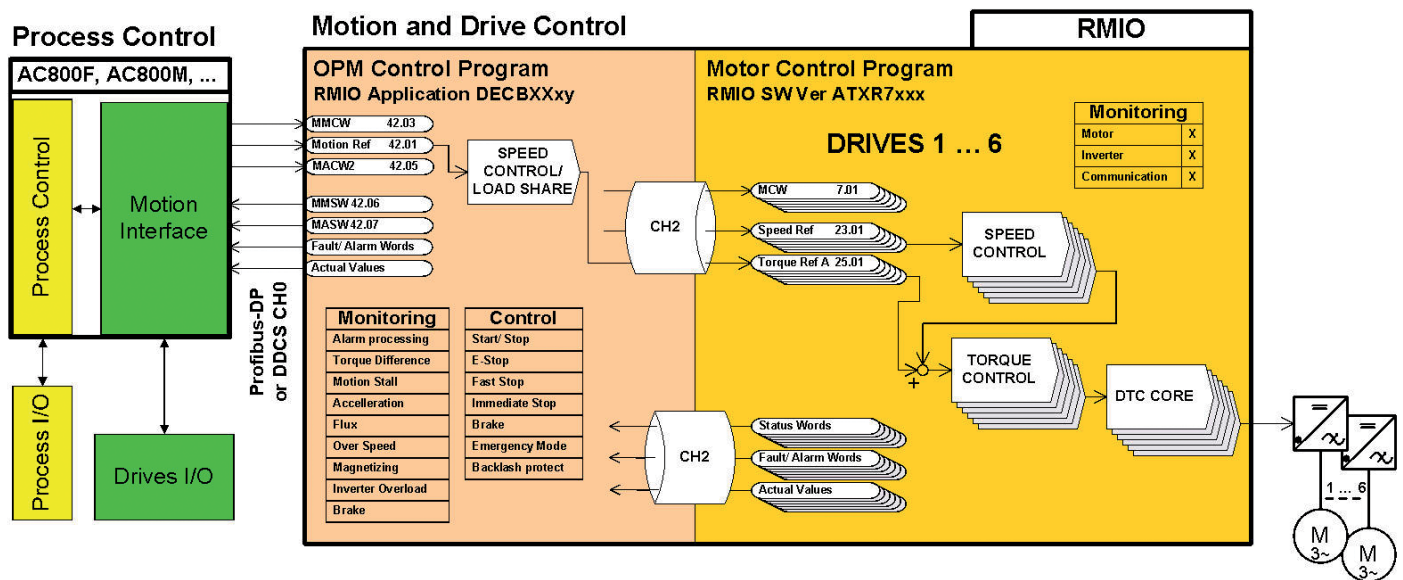 Process Control
AC800F, AC800M, ...
Process Control
Motion
Interface
Process I/O
Drives I/O
Profibus-DP
or DDCS CH0
Motion and Drive Control
RMIO
OPM Control Program
RMIO Application DECBXXxy
MMCW 42.03
Motion Ref 42.01
MACW2 42.05
MMSW 42.06
MASW 42.07
Fault/ Alarm Words
Actual Values
SPEED
CONTROL/
LOAD SHARE
CH2
Monitoring
Alarm processing
Torque Difference
Motion Stall
Accelleration
Flux
Over Speed
Magnetizing
Inverter Overload
Brake
Control
Start/ Stop
E-Stop
Fast Stop
Immediate Stop
Brake
Emergency Mode
Backlash protect
CH2
Motor Control Program
RMIO SW Ver ATXR7xxx
DRIVES 1 ... 6
Monitoring
Motor X
Inverter X
Communication X
MCW 7.01
Speed Ref 23.01
Torque Ref A 25.01
SPEED
CONTROL
+
TORQUE
CONTROL
DTC CORE
Status Words
Fault/ Alarm Words
Actual Values
1 ... 6
M
3~
M
3~